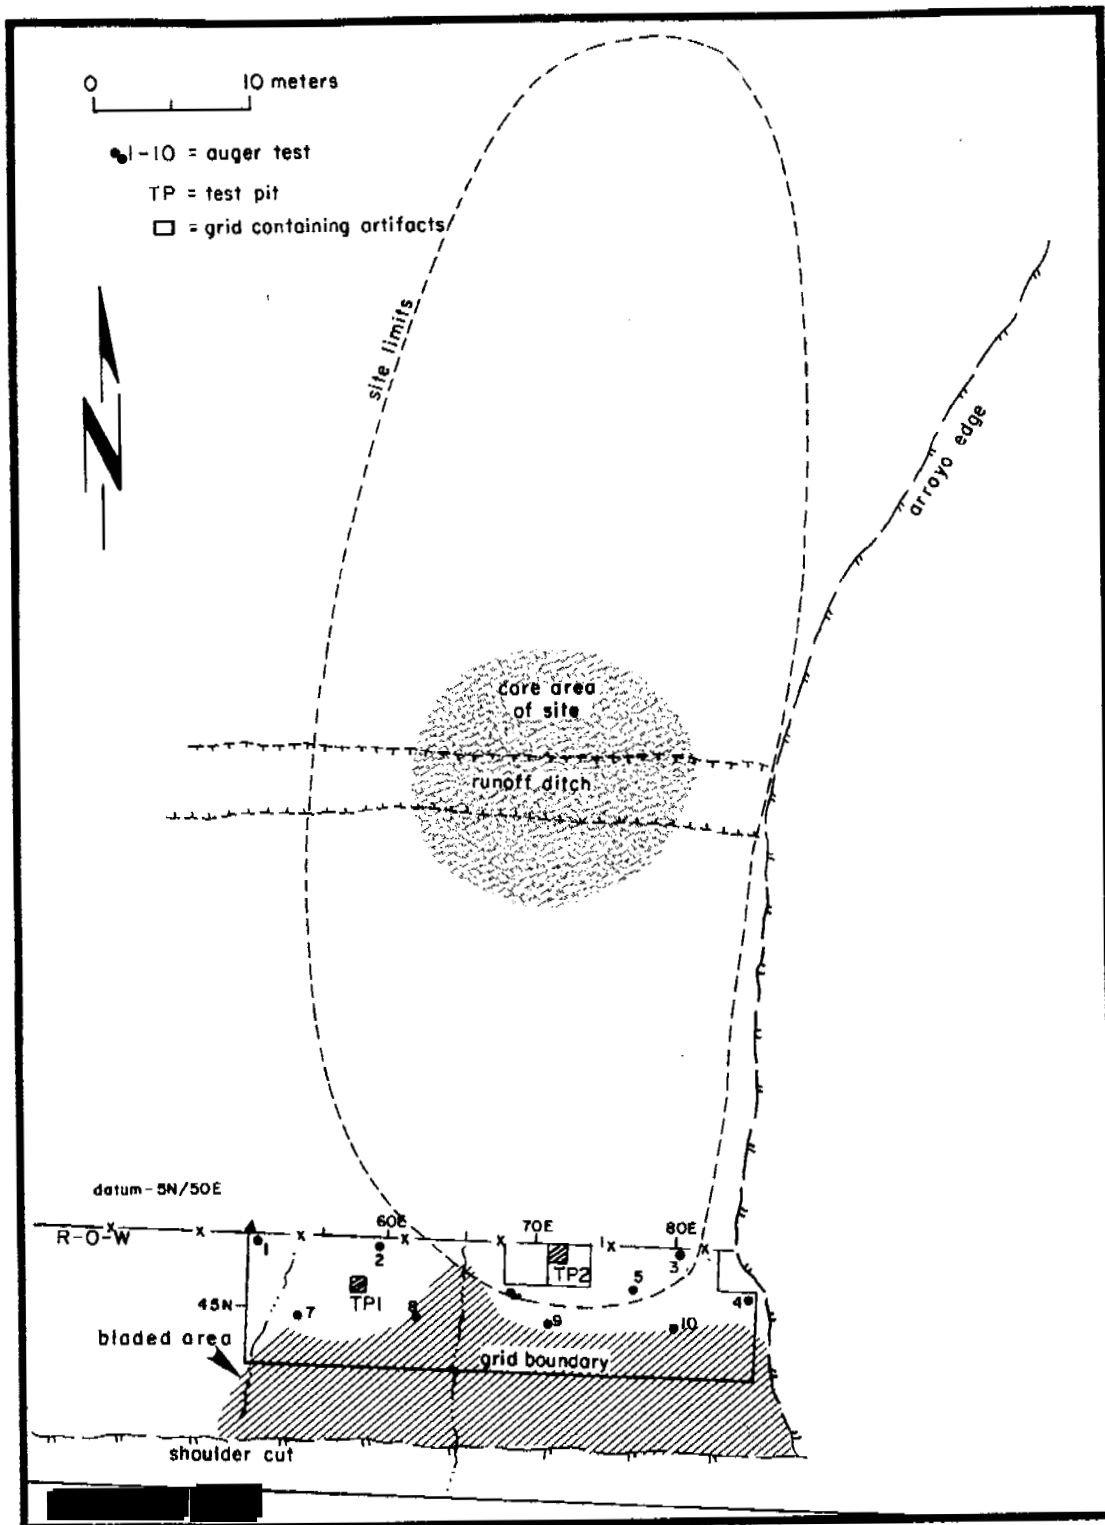 0 10 meters
1-10 = auger test
TP = test pit
= grid containing artifacts
site limits
arroyo edge
core area
of site
runoff ditch
datum-5N/50E
R-O-W
60E
70E
80E
1
2
3
TP1
TP2
5
4
45N
7
8
9
10
bladed area
grid boundary
shoulder cut
N